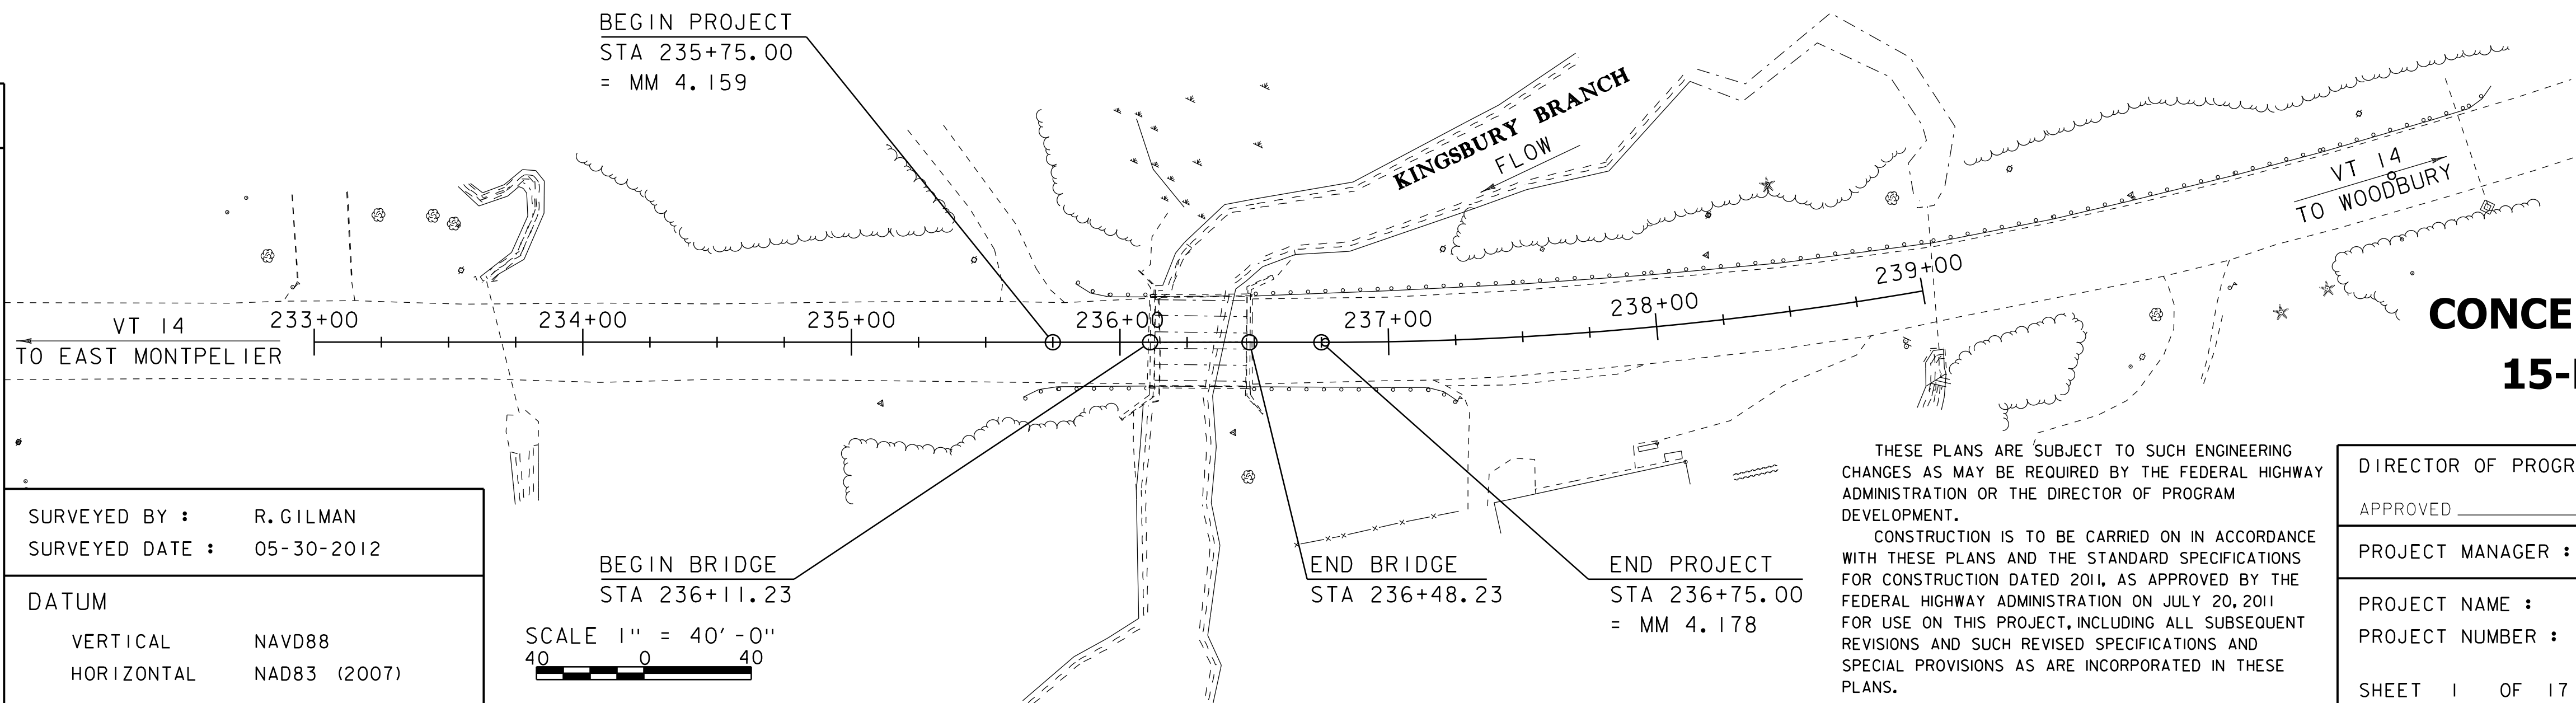 BEGIN PROJECT
STA 235+75.00
= MM 4.159
KINGSBURY BRANCH
FLOW
VT 14
TO WOODBURY
VT 14
TO EAST MONTPELIER
233+00
234+00
235+00
236+00
237+00
238+00
239+00
CONCE
15-
SURVEYED BY : R.GILMAN
SURVEYED DATE : 05-30-2012
DATUM
VERTICAL NAVD88
HORIZONTAL NAD83 (2007)
BEGIN BRIDGE
STA 236+11.23
SCALE 1" = 40'-0"
40 0 40
END BRIDGE
STA 236+48.23
END PROJECT
STA 236+75.00
= MM 4.178
THESE PLANS ARE SUBJECT TO SUCH ENGINEERING
CHANGES AS MAY BE REQUIRED BY THE FEDERAL HIGHWAY
ADMINISTRATION OR THE DIRECTOR OF PROGRAM
DEVELOPMENT.
CONSTRUCTION IS TO BE CARRIED ON IN ACCORDANCE
WITH THESE PLANS AND THE STANDARD SPECIFICATIONS
FOR CONSTRUCTION DATED 2011, AS APPROVED BY THE
FEDERAL HIGHWAY ADMINISTRATION ON JULY 20, 2011
FOR USE ON THIS PROJECT, INCLUDING ALL SUBSEQUENT
REVISIONS AND SUCH REVISED SPECIFICATIONS AND
SPECIAL PROVISIONS AS ARE INCORPORATED IN THESE
PLANS.
DIRECTOR OF PROGR
APPROVED
PROJECT MANAGER :
PROJECT NAME :
PROJECT NUMBER :
SHEET 1 OF 17